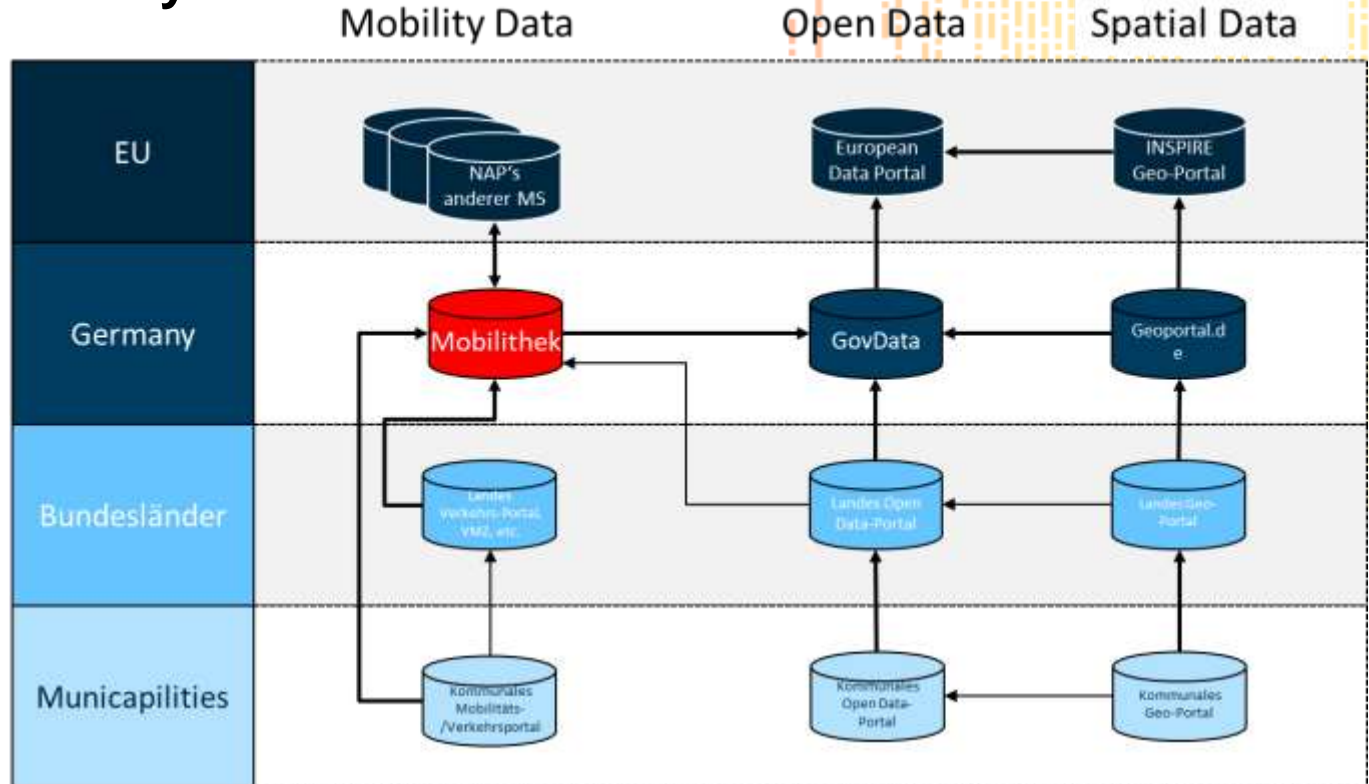 Mobility Data
Open Data
Spatial Data
EU
NAP's
anderer MS
European
Data Portal
INSPIRE
Geo-Portal
Germany
Mobilithek
GovData
Geoportal.d
e
Bundesländer
Landes
Verkehrs-Portal,
VMZ, etc.
Landes Open
Data-Portal
Landes Geo-
Portal
Municapilities
Kommunales
Mobilitäts-
/Verkehrsportal
Kommunales
Open Data-
Portal
Kommunales
Geo-Portal